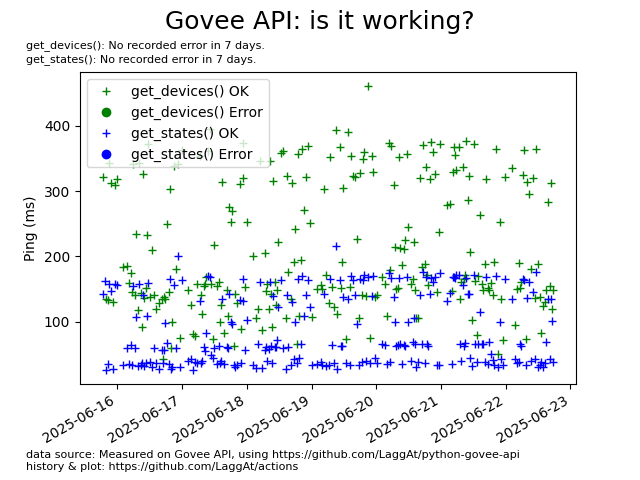 Govee API: is it working?
get_devices(): No recorded error in 7 days.
get_states(): No recorded error in 7 days.
get_devices() OK
get_devices() Error
get_states() OK
get_states() Error
400
300
200
100
Ping (ms)
2025-06-16
2025-06-17
2025-06-18
2025-06-19
2025-06-20
2025-06-21
2025-06-22
2025-06-23
data source: Measured on Govee API, using https://github.com/LaggAt/python-govee-api
history & plot: https://github.com/LaggAt/actions